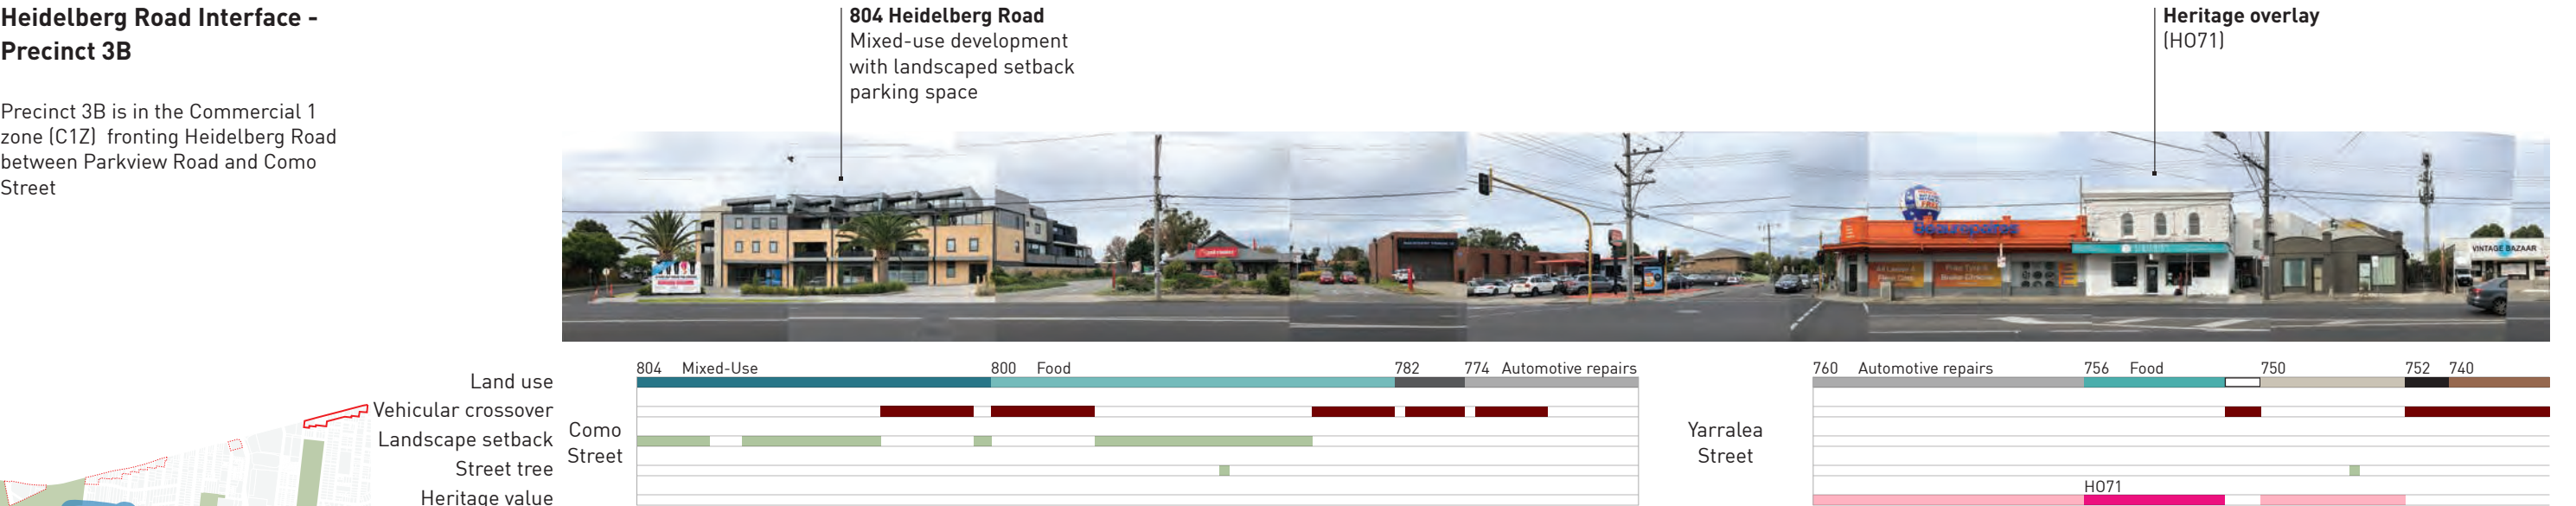 Heidelberg Road Interface -
Precinct 3B
Precinct 3B is in the Commercial 1
zone (C1Z) fronting Heidelberg Road
between Parkview Road and Como
Street
804 Heidelberg Road
Mixed-use development
with landscaped setback
parking space
Heritage overlay
(HO71)
Beaurepaires
FREE
VINTAGE BAZAAR
804 Mixed-Use 800 Food 782 774 Automotive repairs
760 Automotive repairs 756 Food 750 752 740
Land use
Vehicular crossover
Landscape setback
Street tree
Heritage value
Como
Street
Yarralea
Street
HO71